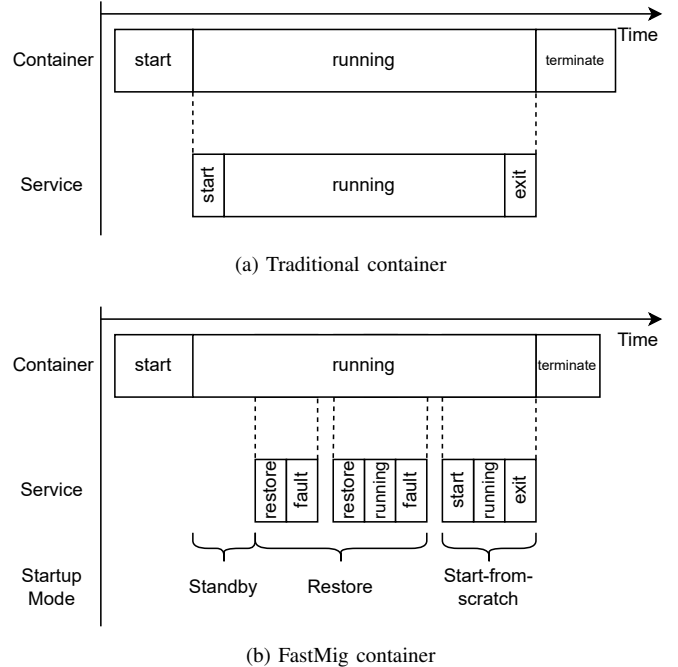 Time
Container
start
running
terminate
Service
start
running
exit
(a) Traditional container
Time
Container
start
running
terminate
Service
restore
fault
restore
running
fault
start
running
exit
Startup
Mode
Standby
Restore
Start-from-
scratch
(b) FastMig container